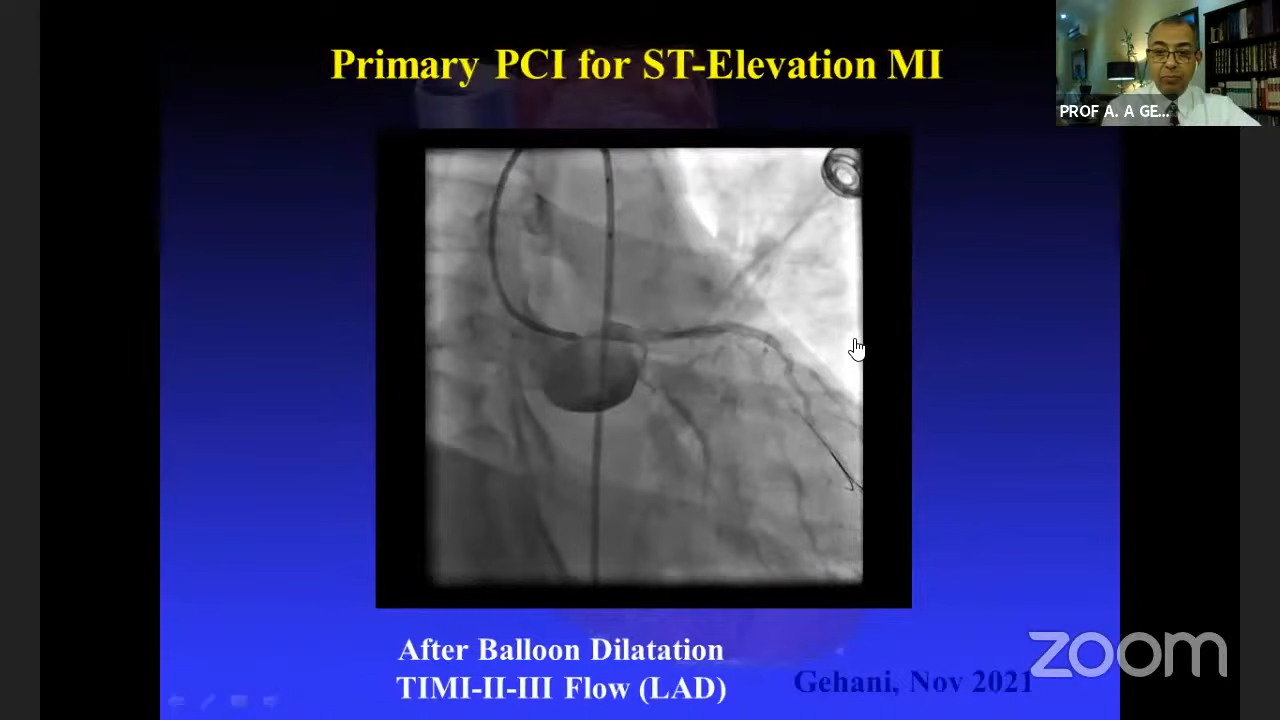 Primary PCI for ST-Elevation MI
PROF A. A GE...
After Balloon Dilatation
TIMI-II-III Flow (LAD)
Gehani, Nov 2021
zoom